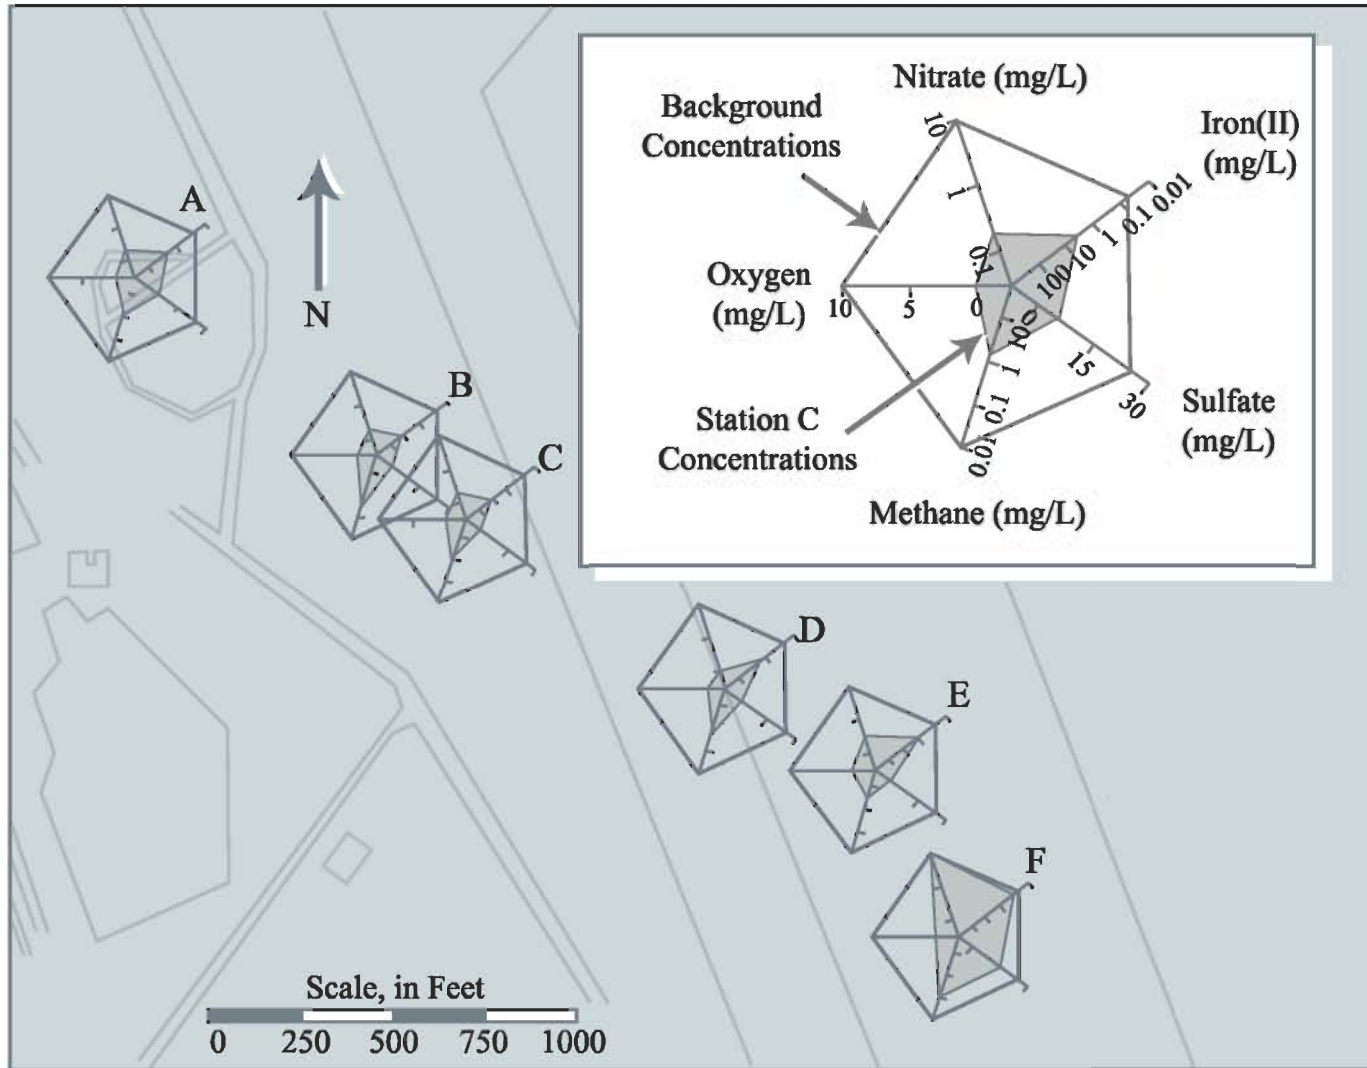 Nitrate (mg/L)
Background
Concentrations
Iron(II)
(mg/L)
10
1
0.1
0.01
0.1
1
10
100
A
N
Oxygen
(mg/L)
10
5
0
0
15
30
10
1
0.1
0.01
Sulfate
(mg/L)
Station C
Concentrations
Methane (mg/L)
B
C
D
E
F
Scale, in Feet
0 250 500 750 1000